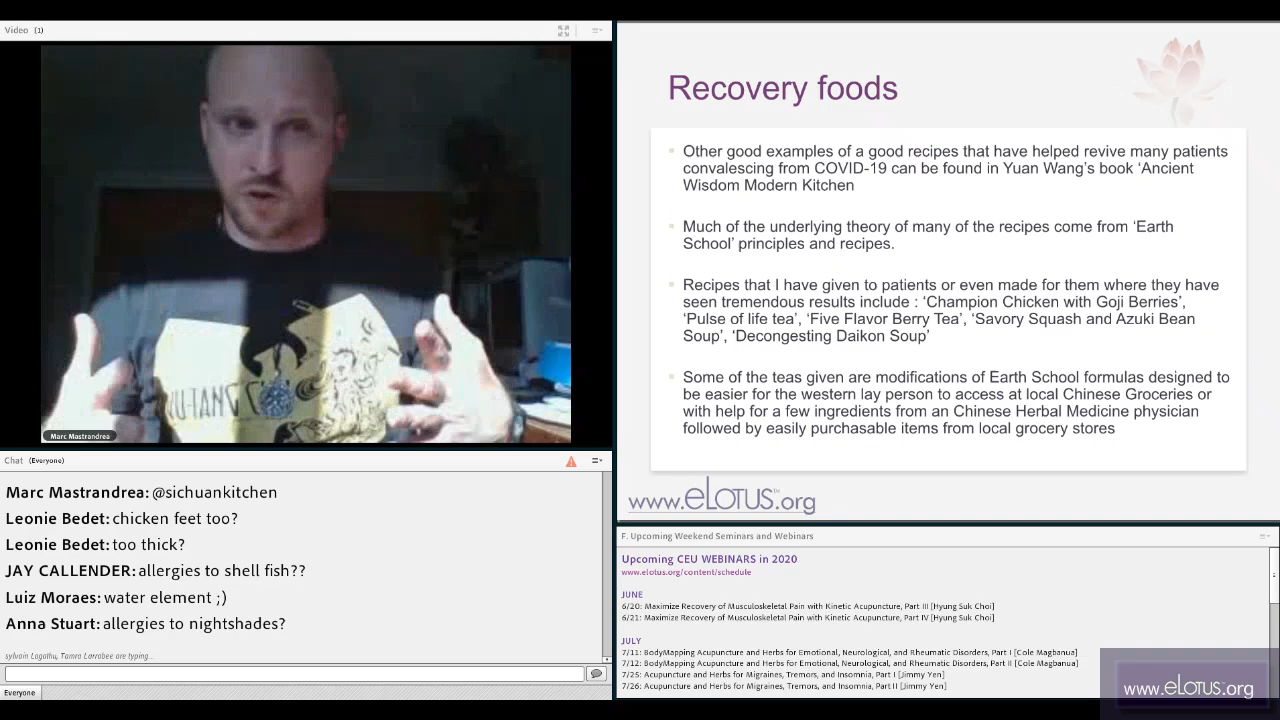 Video (1)
WU-TANG
Marc Mastrandrea
Chat (Everyone)
Marc Mastrandrea: @sichuankitchen
Leonie Bedet: chicken feet too?
Leonie Bedet: too thick?
JAY CALLENDER: allergies to shell fish??
Luiz Moraes: water element ;)
Anna Stuart: allergies to nightshades?
sylvain Lagathu, Tamra Larrabee are typing...
Everyone
Recovery foods
Other good examples of a good recipes that have helped revive many patients
convalescing from COVID-19 can be found in Yuan Wang's book 'Ancient
Wisdom Modern Kitchen
Much of the underlying theory of many of the recipes come from 'Earth
School' principles and recipes.
Recipes that I have given to patients or even made for them where they have
seen tremendous results include : 'Champion Chicken with Goji Berries',
'Pulse of life tea', 'Five Flavor Berry Tea', 'Savory Squash and Azuki Bean
Soup', 'Decongesting Daikon Soup'
Some of the teas given are modifications of Earth School formulas designed to
be easier for the western lay person to access at local Chinese Groceries or
with help for a few ingredients from an Chinese Herbal Medicine physician
followed by easily purchasable items from local grocery stores
www.eLotus.org
F. Upcoming Weekend Seminars and Webinars
Upcoming CEU WEBINARS in 2020
www.elotus.org/content/schedule
JUNE
6/20: Maximize Recovery of Musculoskeletal Pain with Kinetic Acupuncture, Part III [Hyung Suk Choi]
6/21: Maximize Recovery of Musculoskeletal Pain with Kinetic Acupuncture, Part IV [Hyung Suk Choi]
JULY
7/11: BodyMapping Acupuncture and Herbs for Emotional, Neurological, and Rheumatic Disorders, Part I [Cole Magbanua]
7/12: BodyMapping Acupuncture and Herbs for Emotional, Neurological, and Rheumatic Disorders, Part II [Cole Magbanua]
7/25: Acupuncture and Herbs for Migraines, Tremors, and Insomnia, Part I [Jimmy Yen]
7/26: Acupuncture and Herbs for Migraines, Tremors, and Insomnia, Part II [Jimmy Yen]
www.eLotus.org